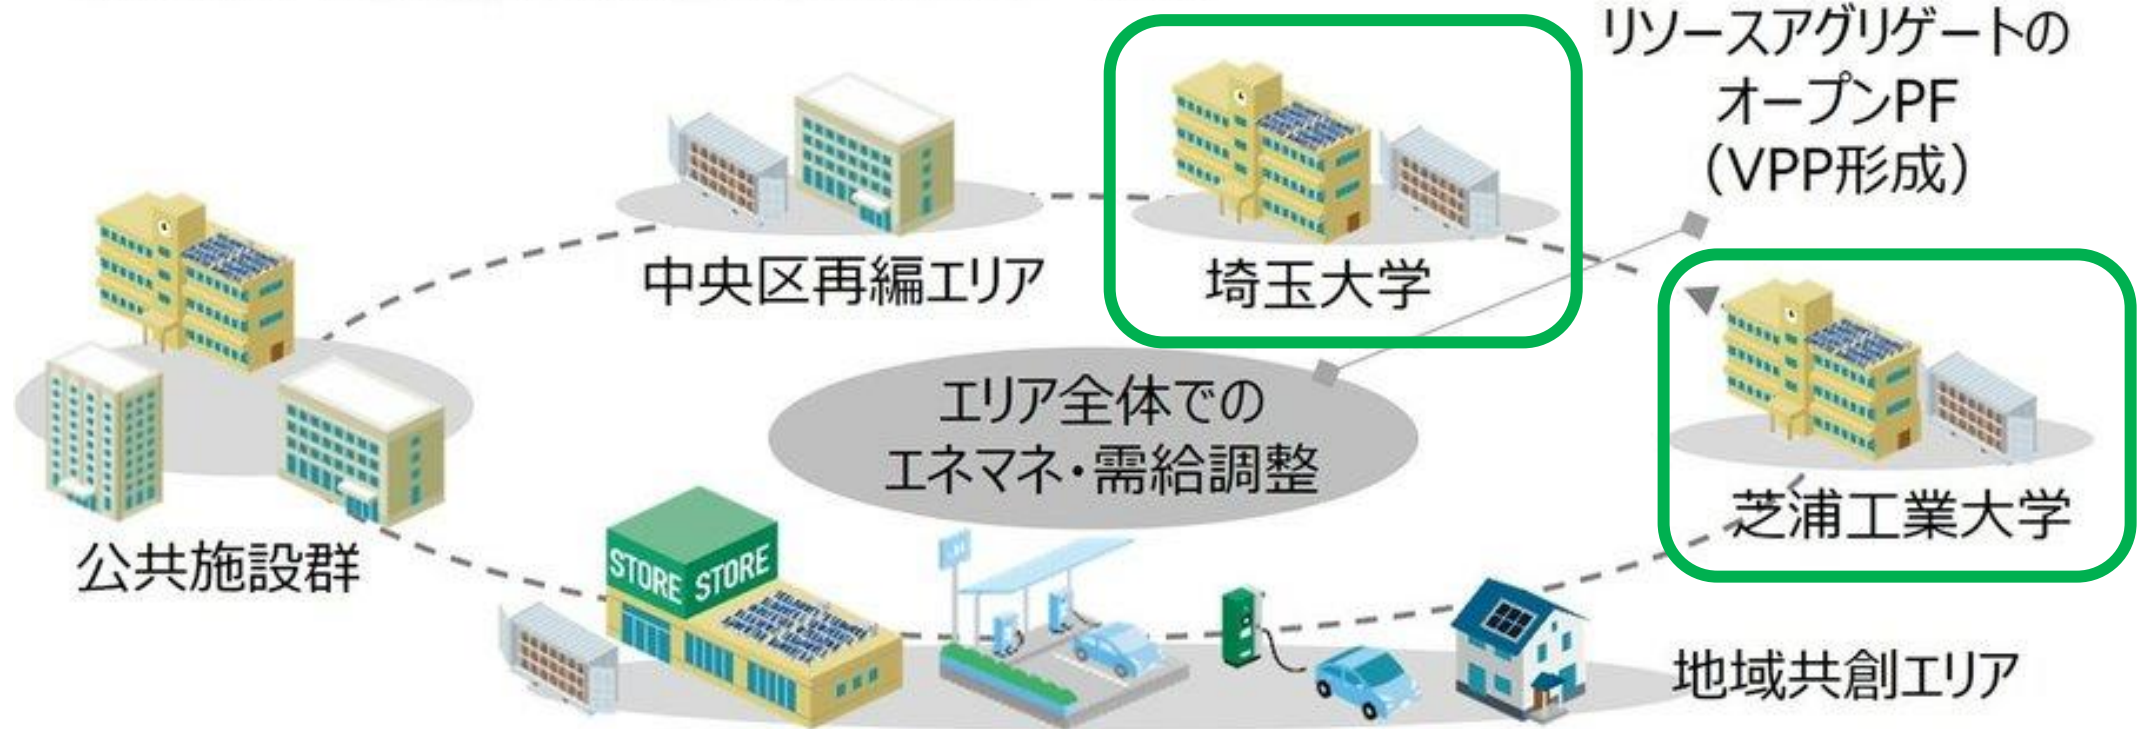 リソースアグリゲートの
オープンPF
（VPP形成）
中央区再編エリア
埼玉大学
エリア全体での
エネマネ・需給調整
芝浦工業大学
公共施設群
STORE STORE
地域共創エリア